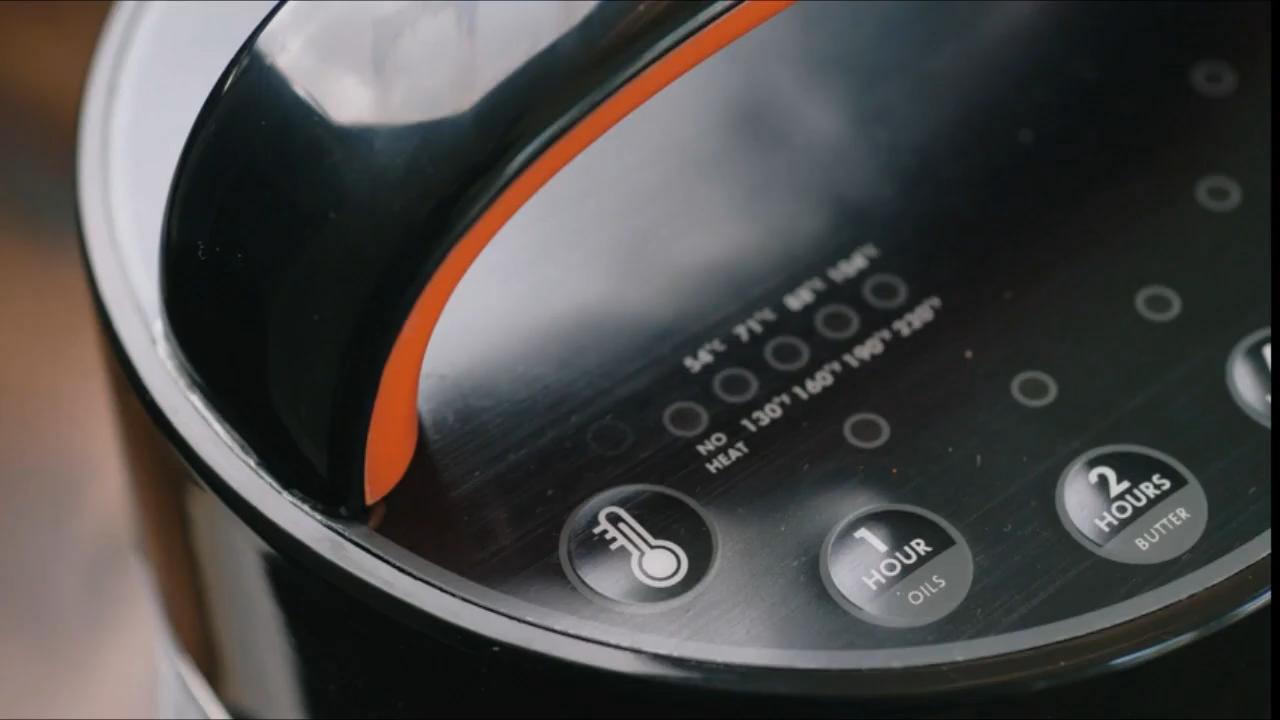 54°C 71°C 88°C 104°C
NO
HEAT 130°F 160°F 190°F 220°F
1
HOUR
OILS
2
HOURS
BUTTER